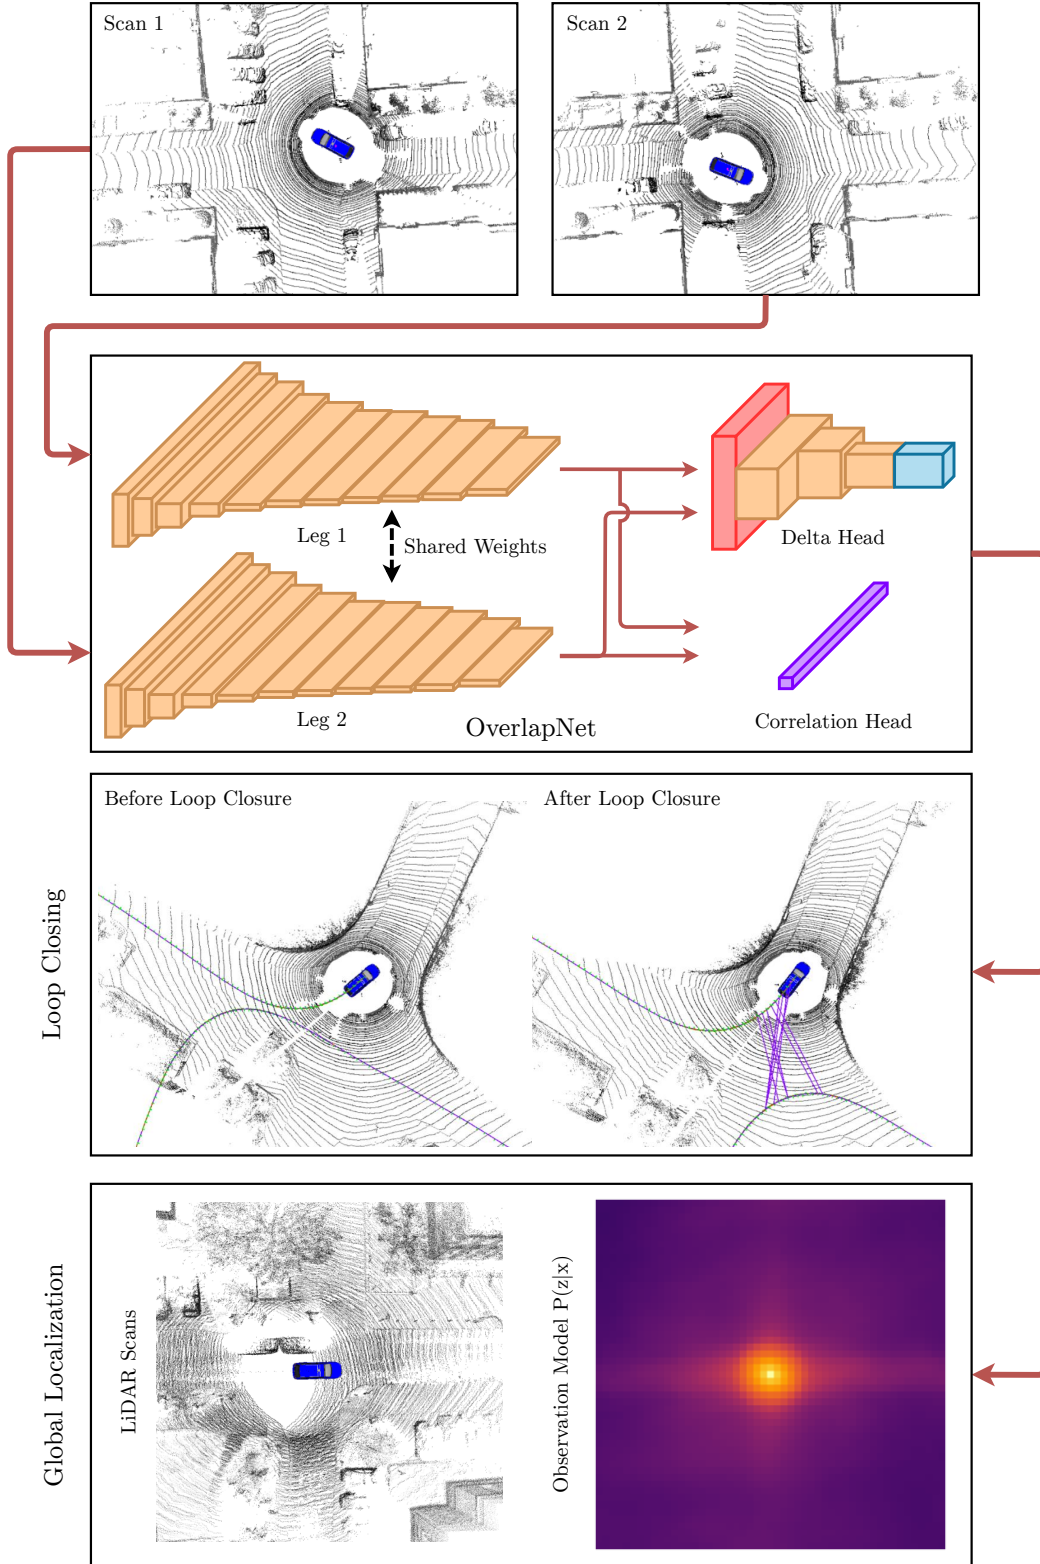 Scan 1
Scan 2
Leg 1
Shared Weights
Delta Head
Leg 2
OverlapNet
Correlation Head
Loop Closing
Before Loop Closure
After Loop Closure
Global Localization
LiDAR Scans
Observation Model P(z|x)